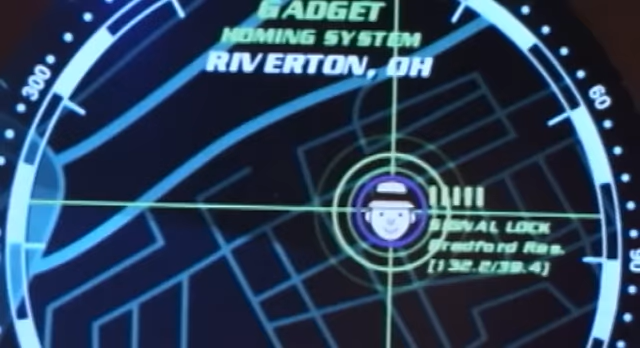 GADGET
HOMING SYSTEM
RIVERTON, OH
300
60
SIGNAL LOCK
Bradford Res.
[132.2/39.4]
90